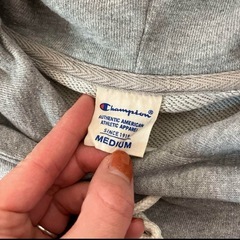 Champion
AUTHENTIC AMERICAN
ATHLETIC APPAREL
SINCE 1919
MEDIUM